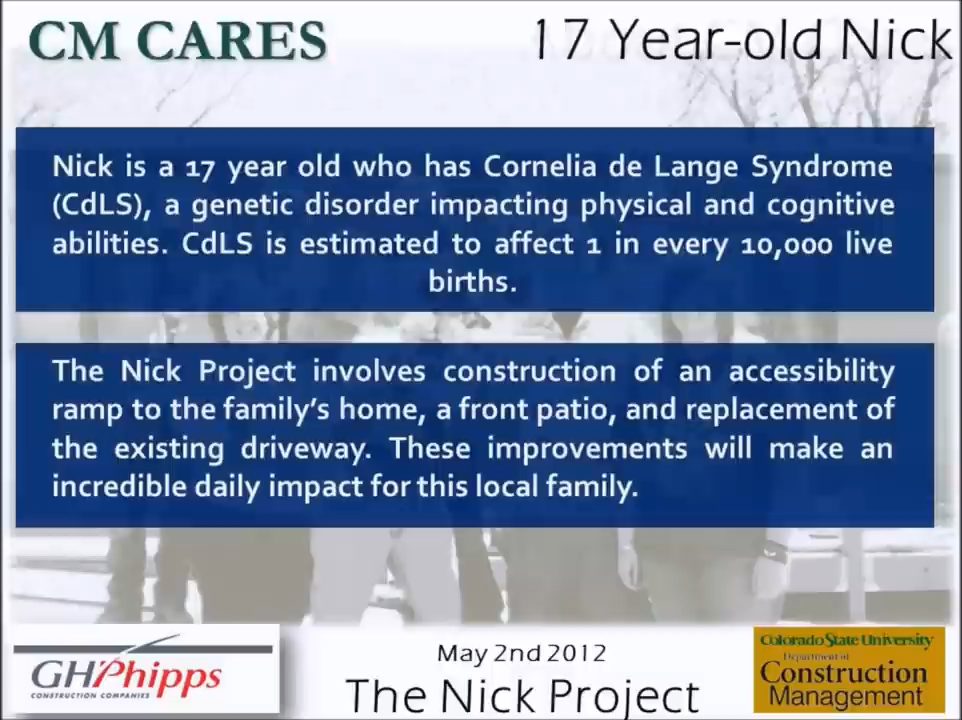 CM CARES
17 Year-old Nick
Nick is a 17 year old who has Cornelia de Lange Syndrome
(CdLS), a genetic disorder impacting physical and cognitive
abilities. CdLS is estimated to affect 1 in every 10,000 live
births.
The Nick Project involves construction of an accessibility
ramp to the family's home, a front patio, and replacement of
the existing driveway. These improvements will make an
incredible daily impact for this local family.
GH Phipps
CONSTRUCTION COMPANIES
May 2nd 2012
The Nick Project
Colorado State University
Department of
Construction
Management